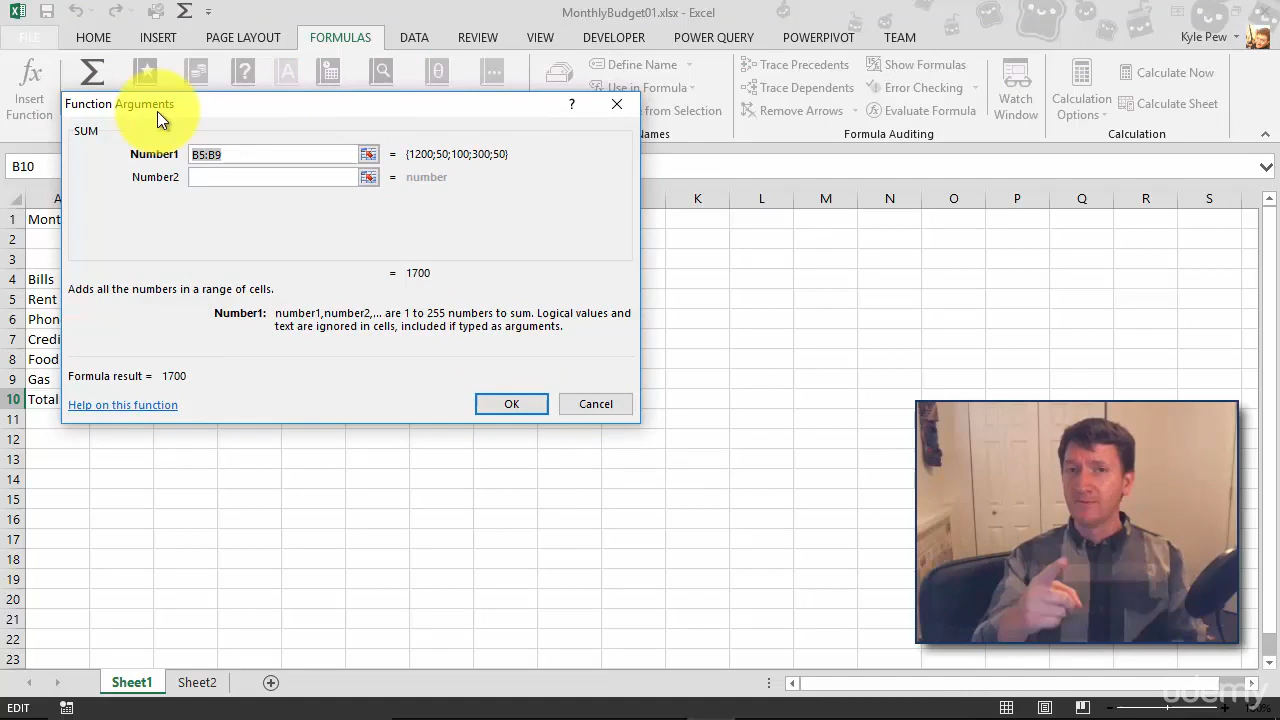 MonthlyBudget01.xlsx - Excel
FILE
HOME
INSERT
PAGE LAYOUT
FORMULAS
DATA
REVIEW
VIEW
DEVELOPER
POWER QUERY
POWERPIVOT
TEAM
Kyle Pew
fx
Insert
Function
Define Name
Use in Formula
from Selection
Names
Trace Precedents
Trace Dependents
Remove Arrows
Show Formulas
Error Checking
Evaluate Formula
Formula Auditing
Watch
Window
Calculation
Options
Calculate Now
Calculate Sheet
Calculation
Function Arguments
?
SUM
Number1 B5:B9 = {1200;50;100;300;50}
Number2 = number
= 1700
Adds all the numbers in a range of cells.
Number1: number1,number2,... are 1 to 255 numbers to sum. Logical values and
text are ignored in cells, included if typed as arguments.
Formula result = 1700
Help on this function
OK
Cancel
B10
A K L M N O P Q R S
1 Mont
2
3
4 Bills
5 Rent
6 Phon
7 Credi
8 Food
9 Gas
10 Total
11
12
13
14
15
16
17
18
19
20
21
22
23
Sheet1
Sheet2
EDIT
udemy
100%